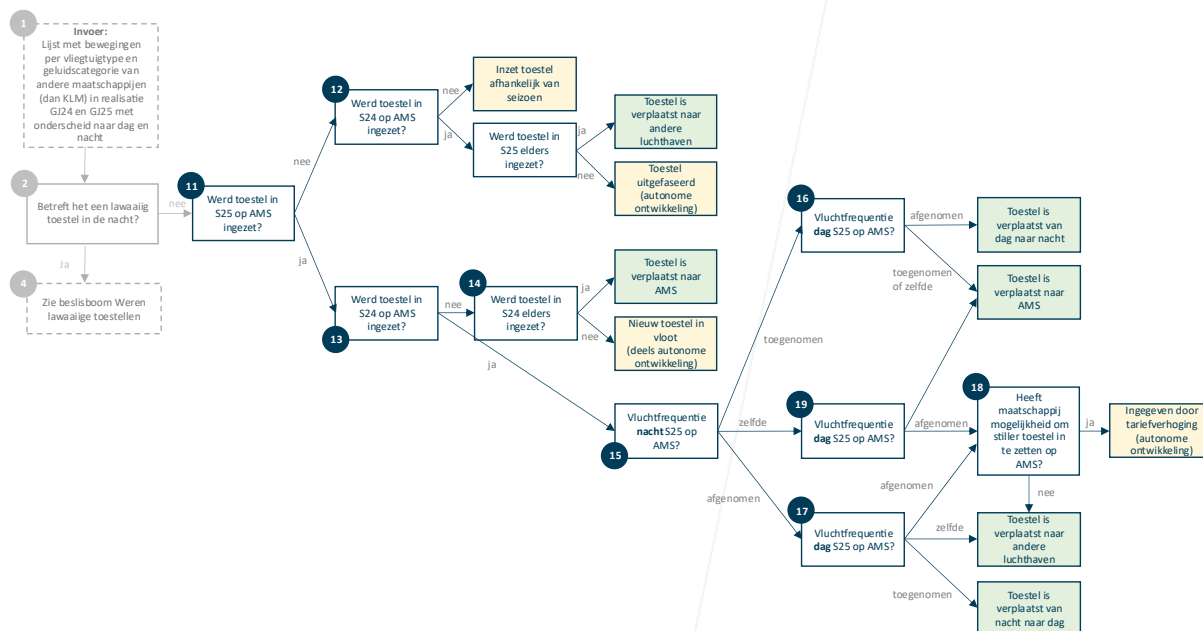 1
Invoer:
Lijst met bewegingen
per vliegtuigtype en
geluidscategorie van
andere maatschappijen
(dan KLM) in realisatie
GJ24 en GJ25 met
onderscheid naar dag en
nacht
2
Betreft het een lawaaiig
toestel in de nacht?
nee
Ja
4
Zie beslisboom Weren
lawaaiige toestellen
11
Werd toestel in
S25 op AMS
ingezet?
nee
ja
12
Werd toestel in
S24 op AMS
ingezet?
nee
ja
Inzet toestel
afhankelijk van
seizoen
Werd toestel in
S25 elders
ingezet?
ja
nee
Toestel is
verplaatst naar
andere
luchthaven
Toestel
uitgefaseerd
(autonome
ontwikkeling)
13
Werd toestel in
S24 op AMS
ingezet?
nee
ja
14
Werd toestel in
S24 elders
ingezet?
ja
nee
Toestel is
verplaatst naar
AMS
Nieuw toestel in
vloot
(deels autonome
ontwikkeling)
15
Vluchtfrequentie
nacht S25 op
AMS?
toegenomen
zelfde
afgenomen
16
Vluchtfrequentie
dag S25 op AMS?
afgenomen
toegenomen
of zelfde
Toestel is
verplaatst van
dag naar nacht
Toestel is
verplaatst naar
AMS
19
Vluchtfrequentie
dag S25 op AMS?
afgenomen
18
Heeft
maatschappij
mogelijkheid om
stiller toestel in
te zetten op
AMS?
ja
nee
Ingegeven door
tariefverhoging
(autonome
ontwikkeling)
17
Vluchtfrequentie
dag S25 op AMS?
afgenomen
zelfde
toegenomen
Toestel is
verplaatst naar
andere
luchthaven
Toestel is
verplaatst van
nacht naar dag